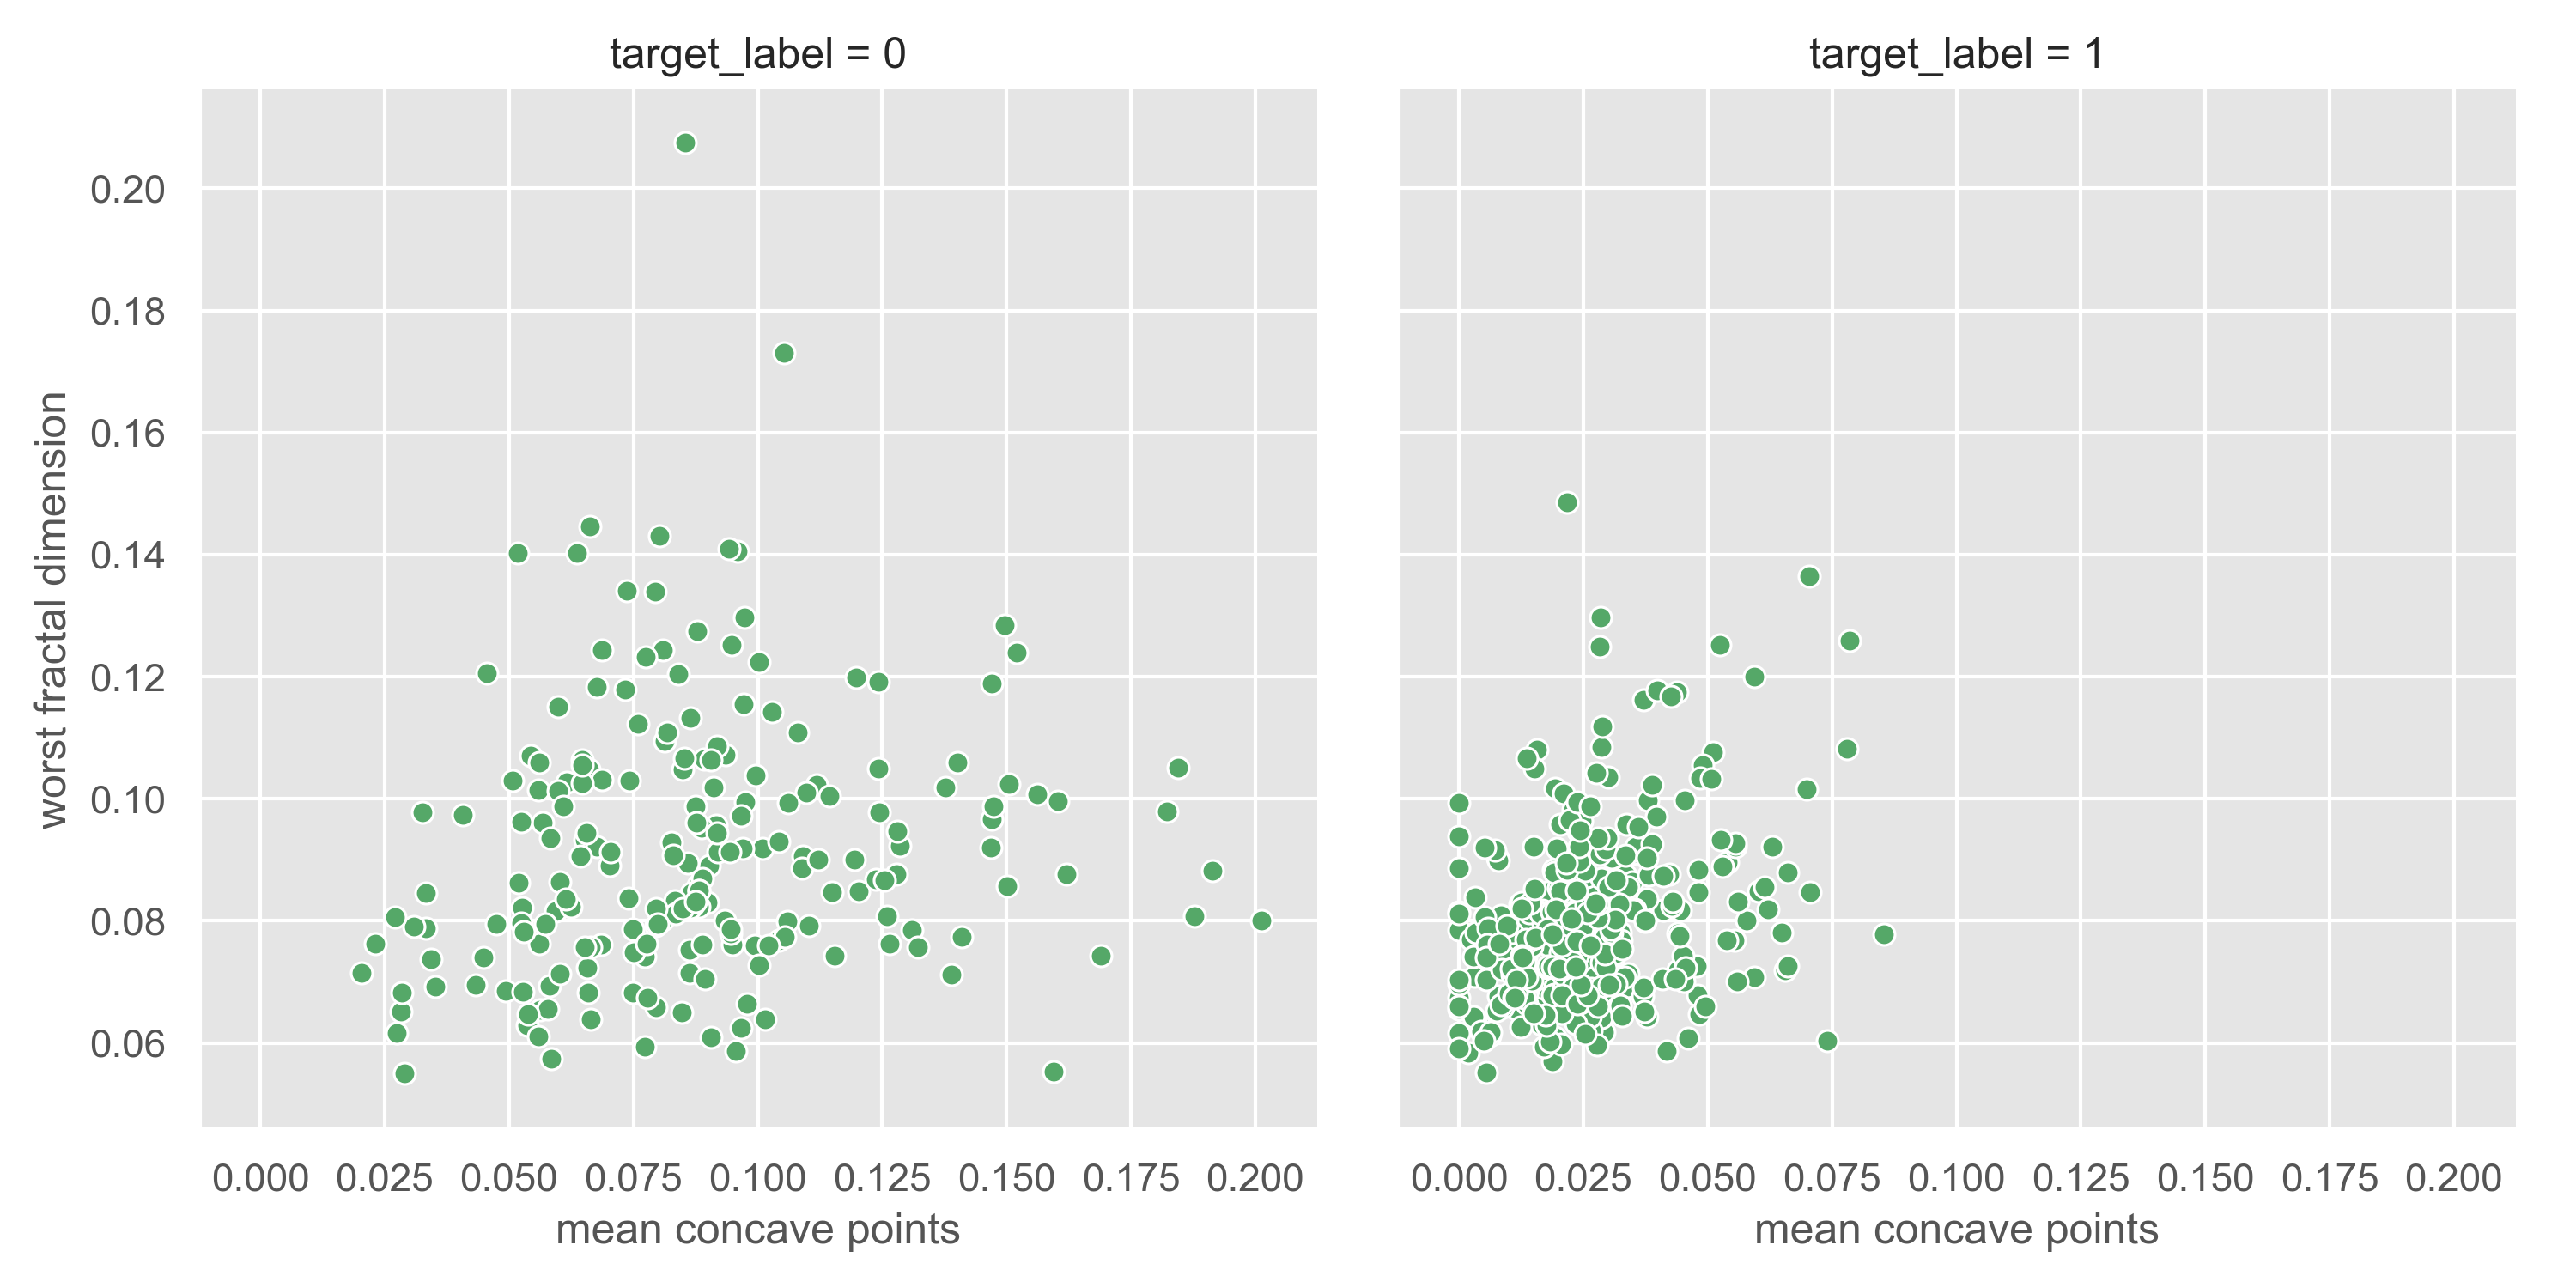 target_label = 0
target_label = 1
worst fractal dimension
0.20
0.18
0.16
0.14
0.12
0.10
0.08
0.06
0.000 0.025 0.050 0.075 0.100 0.125 0.150 0.175 0.200
mean concave points
0.000 0.025 0.050 0.075 0.100 0.125 0.150 0.175 0.200
mean concave points